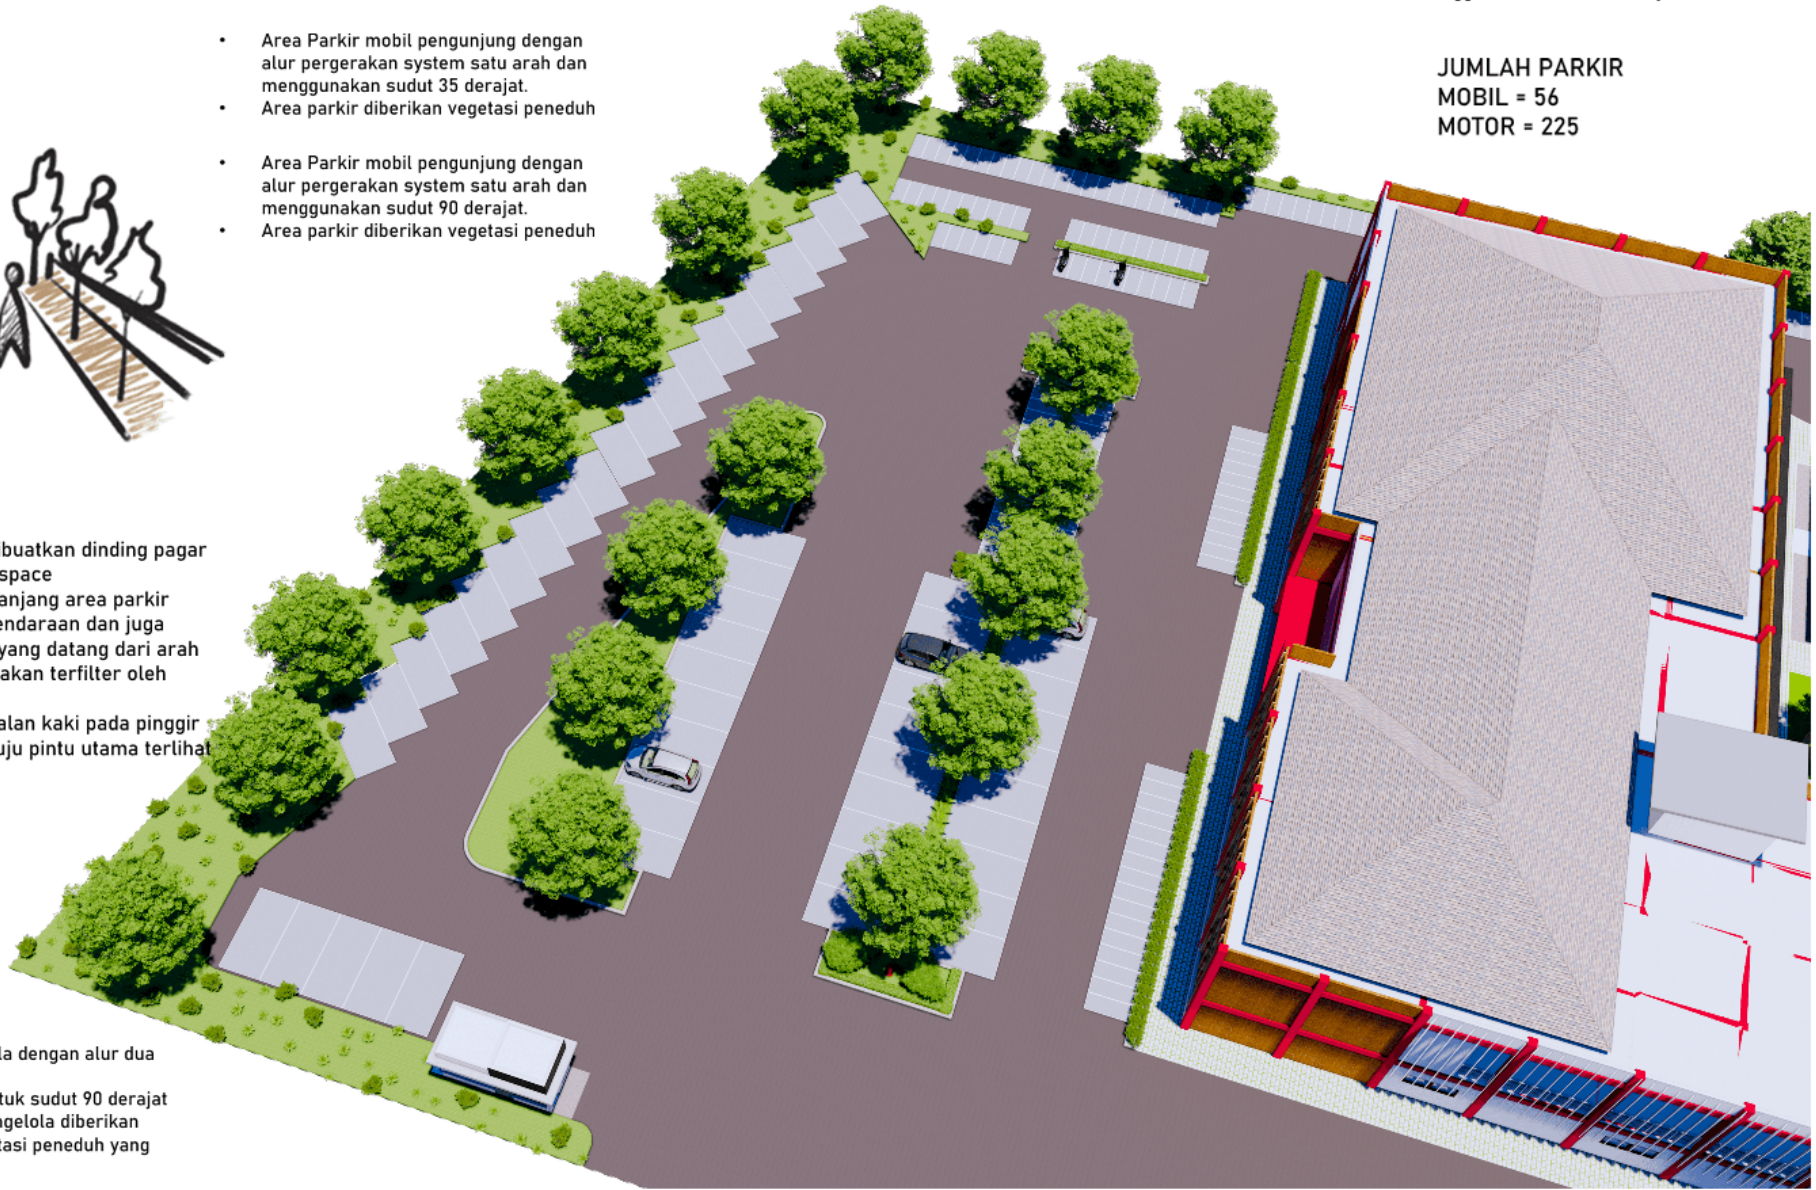 Area Parkir mobil pengunjung dengan
alur pergerakan system satu arah dan
menggunakan sudut 35 derajat.
Area parkir diberikan vegetasi peneduh
Area Parkir mobil pengunjung dengan
alur pergerakan system satu arah dan
menggunakan sudut 90 derajat.
Area parkir diberikan vegetasi peneduh
JUMLAH PARKIR
MOBIL = 56
MOTOR = 225
ibuatkan dinding pagar
space
anjang area parkir
endaraan dan juga
yang datang dari arah
akan terfilter oleh
alan kaki pada pinggir
uju pintu utama terlihat
la dengan alur dua
tuk sudut 90 derajat
ngelola diberikan
tasi peneduh yang